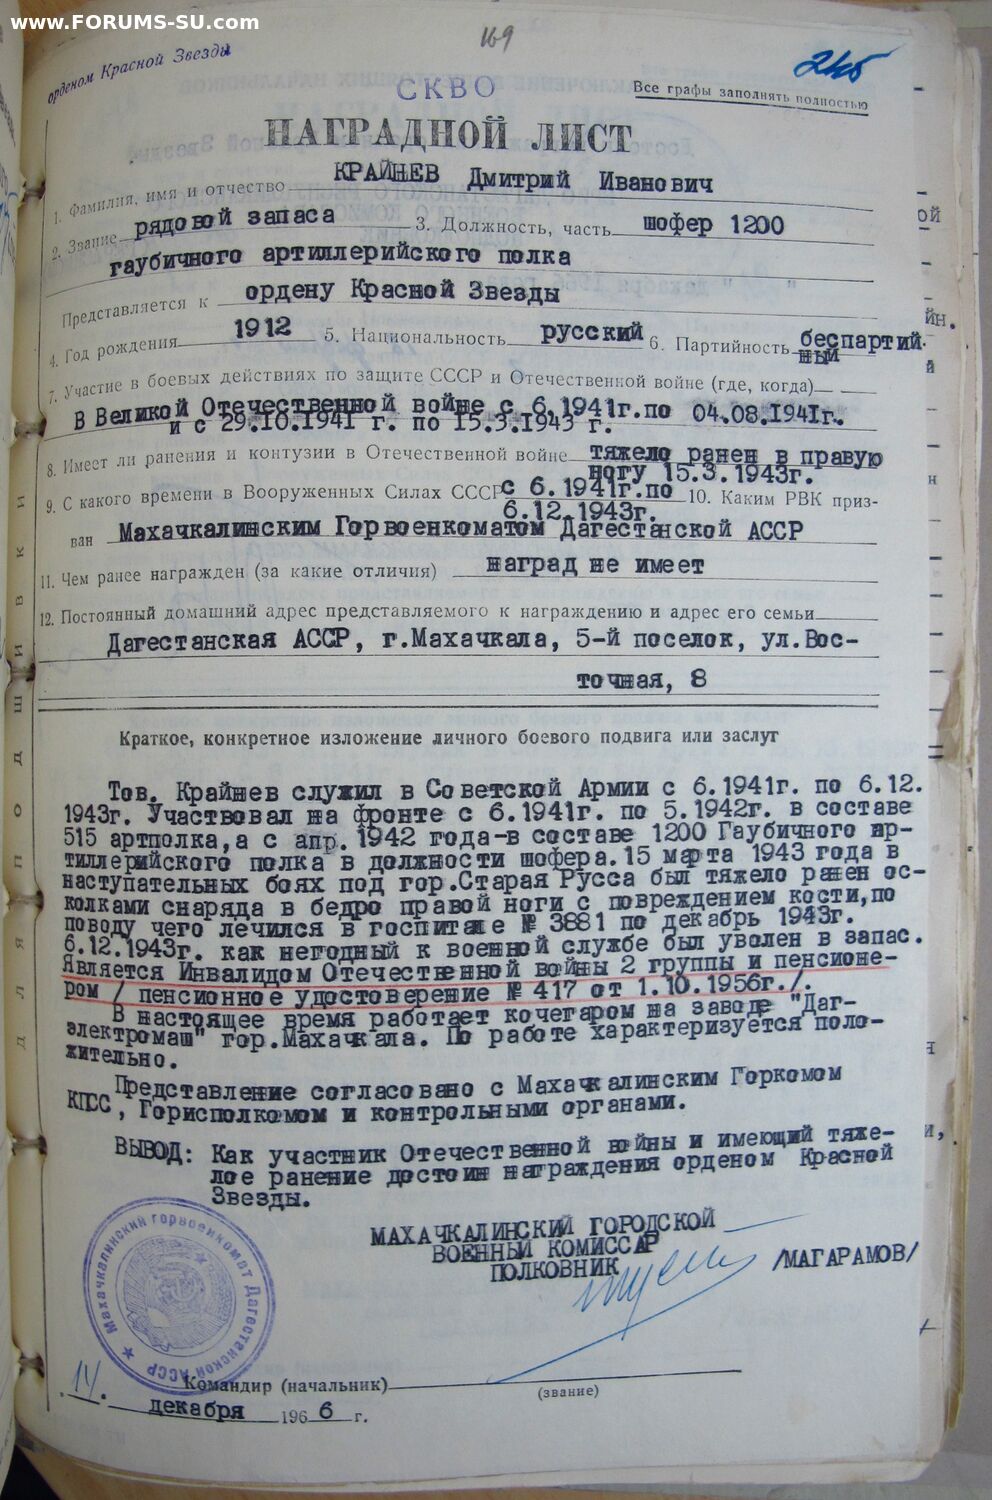 www.FORUMS-SU.com
169
орденом Красной Звезды
СКВО
246
Все графы заполнять полностью
НАГРАДНОЙ ЛИСТ
1. Фамилия, имя и отчество КРАЙНЕВ Дмитрий Иванович
2. Звание рядовой запаса 3. Должность, часть шофер 1200
гаубичного артиллерийского полка
Представляется к ордену Красной Звезды
4. Год рождения 1912 5. Национальность русский 6. Партийность беспартий-
ный
7. Участие в боевых действиях по защите СССР и Отечественной войне (где, когда)
В Великой Отечественной войне с 6.1941г.по 04.08.1941г.
и с 29.10.1941 г. по 15.3.1943 г.
8. Имеет ли ранения и контузии в Отечественной войне тяжело ранен в правую
ногу 15.3.1943г.
9. С какого времени в Вооруженных Силах СССР с 6.1941г.по 10. Каким РВК приз-
6.12.1943г.
ван Махачкалинским Горвоенкоматом Дагестанской АССР
11. Чем ранее награжден (за какие отличия) наград не имеет
12. Постоянный домашний адрес представляемого к награждению и адрес его семьи
Дагестанская АССР, г.Махачкала, 5-й поселок, ул.Вос-
точная, 8
Краткое, конкретное изложение личного боевого подвига или заслуг
Тов. Крайнев служил в Советской Армии с 6.1941г. по 6.12.
1943г. Участвовал на фронте с 6.1941г. по 5.1942г. в составе
515 артполка,а с апр. 1942 года-в составе 1200 Гаубичного ар-
тиллерийского полка в должности шофера.15 марта 1943 года в
наступательных боях под гор.Старая Русса был тяжело ранен ос-
колками снаряда в бедро правой ноги с повреждением кости,по
поводу чего лечился в госпитале № 3881 по декабрь 1943г.
6.12.1943г. как негодный к военной службе был уволен в запас.
Является Инвалидом Отечественной войны 2 группы и пенсионе-
ром / пенсионное удостоверение № 417 от 1.10.1956г./.
В настоящее время работает кочегаром на заводе "Даг-
электромаш" гор.Махачкала. По работе характеризуется поло-
жительно.
Представление согласовано с Махачкалинским Горкомом
КПСС, Горисполкомом и контрольными органами.
ВЫВОД: Как участник Отечественной войны и имеющий тяже-
лое ранение достоин награждения орденом Красной
Звезды.
МАХАЧКАЛИНСКИЙ ГОРОДСКОЙ
ВОЕННЫЙ КОМИССАР
ПОЛКОВНИК /МАГАРАМОВ/
Махачкалинский горвоенкомат Дагестанской АССР
Командир (начальник)
(звание)
14. декабря 1966 г.
для подшивки